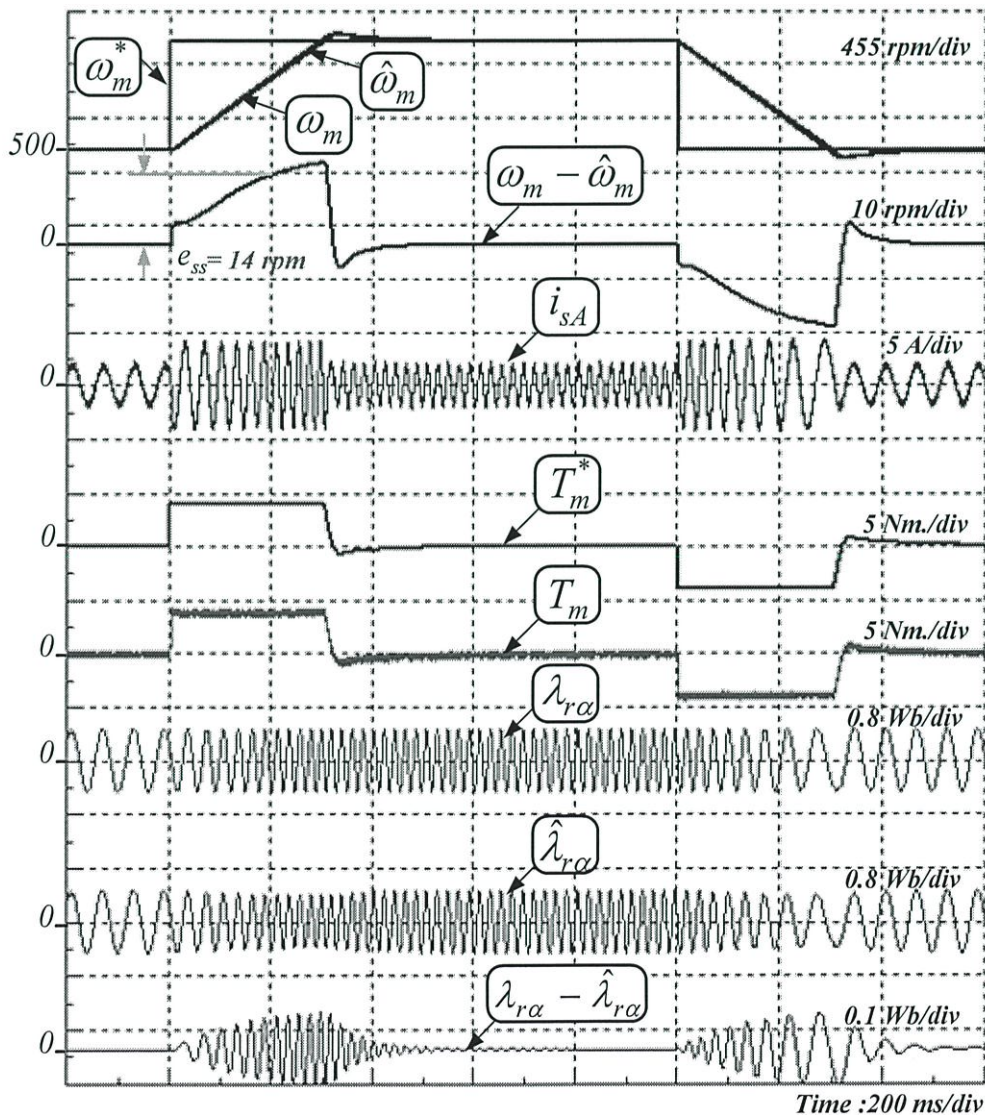 455 rpm/div
ω*m
ω̂m
ωm
500
ωm − ω̂m
10 rpm/div
0
ess= 14 rpm
isA
5 A/div
0
T*m
5 Nm./div
0
Tm
5 Nm./div
0
λrα
0.8 Wb/div
0
λ̂rα
0.8 Wb/div
0
λrα − λ̂rα
0.1 Wb/div
0
Time :200 ms/div